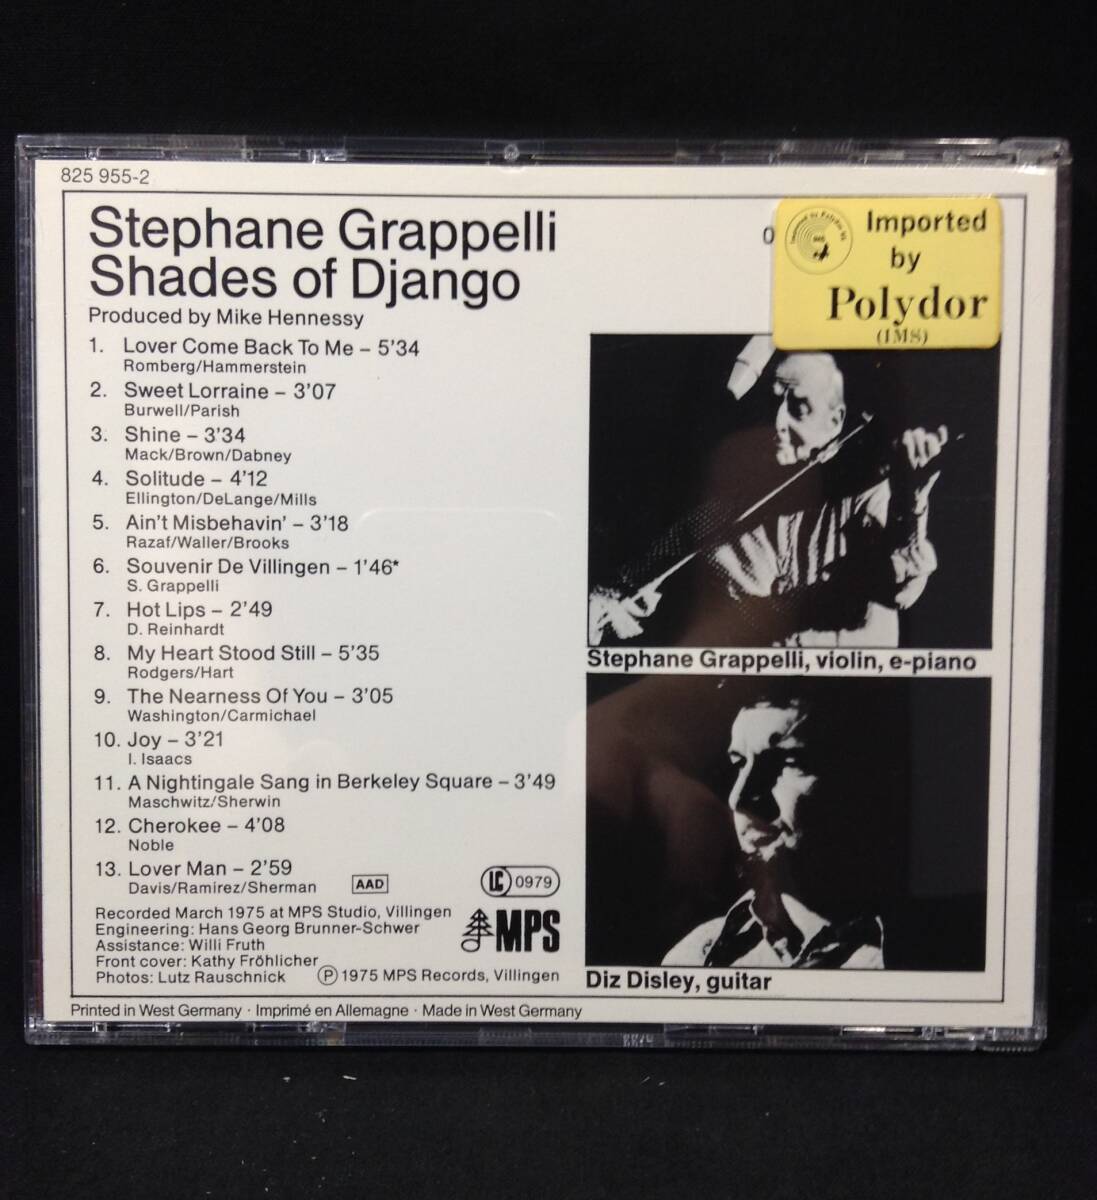 825 955-2
Stephane Grappelli
Shades of Django
Produced by Mike Hennessy
0
Imported
by
Polydor
(IMS)
1. Lover Come Back To Me – 5'34
Romberg/Hammerstein
2. Sweet Lorraine – 3'07
Burwell/Parish
3. Shine – 3'34
Mack/Brown/Dabney
4. Solitude – 4'12
Ellington/DeLange/Mills
5. Ain't Misbehavin' – 3'18
Razaf/Waller/Brooks
6. Souvenir De Villingen – 1'46*
S. Grappelli
7. Hot Lips – 2'49
D. Reinhardt
8. My Heart Stood Still – 5'35
Rodgers/Hart
9. The Nearness Of You – 3'05
Washington/Carmichael
10. Joy – 3'21
I. Isaacs
11. A Nightingale Sang in Berkeley Square – 3'49
Maschwitz/Sherwin
12. Cherokee – 4'08
Noble
13. Lover Man – 2'59
Davis/Ramirez/Sherman
AAD
LC 0979
Recorded March 1975 at MPS Studio, Villingen
Engineering: Hans Georg Brunner-Schwer
Assistance: Willi Fruth
Front cover: Kathy Fröhlicher
Photos: Lutz Rauschnick
MPS
Ⓟ 1975 MPS Records, Villingen
Stephane Grappelli, violin, e-piano
Diz Disley, guitar
Printed in West Germany · Imprimé en Allemagne · Made in West Germany